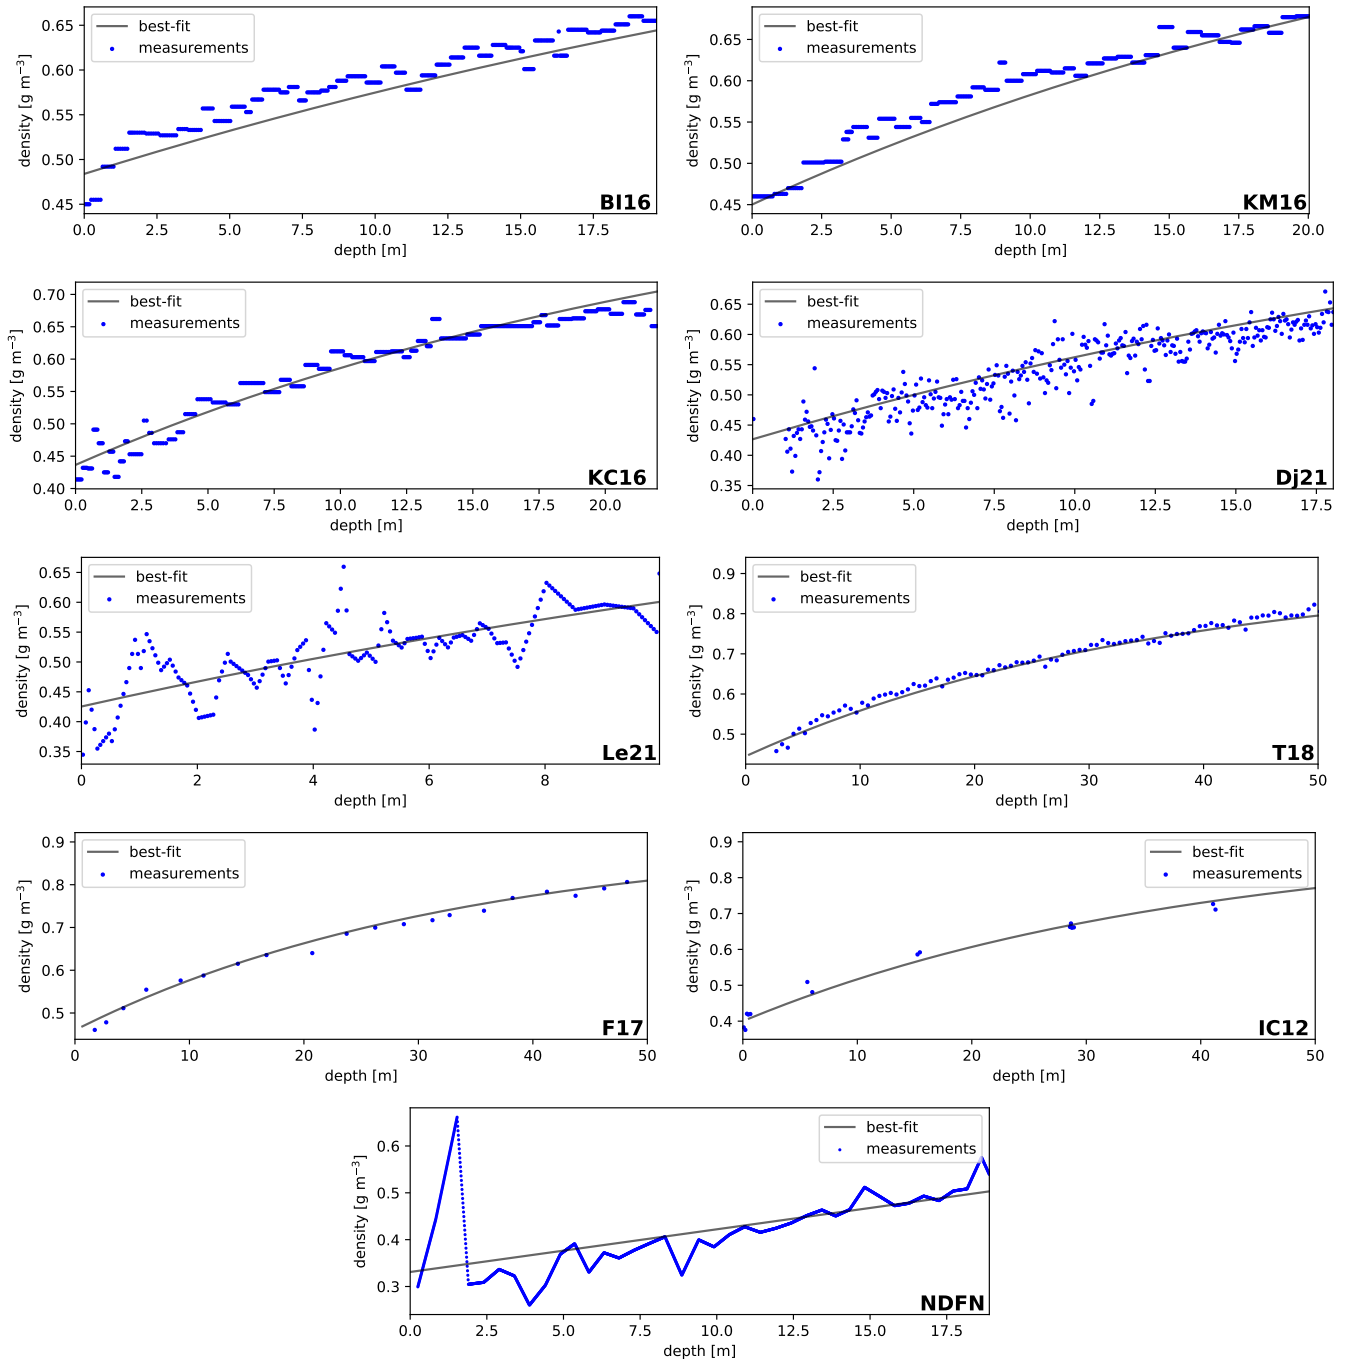 0.65
0.60
0.55
0.50
0.45
density [g m⁻³]
best-fit
measurements
BI16
0.0 2.5 5.0 7.5 10.0 12.5 15.0 17.5
depth [m]
0.65
0.60
0.55
0.50
0.45
density [g m⁻³]
best-fit
measurements
KM16
0.0 2.5 5.0 7.5 10.0 12.5 15.0 17.5 20.0
depth [m]
0.70
0.65
0.60
0.55
0.50
0.45
0.40
density [g m⁻³]
best-fit
measurements
KC16
0.0 2.5 5.0 7.5 10.0 12.5 15.0 17.5 20.0
depth [m]
0.65
0.60
0.55
0.50
0.45
0.40
0.35
density [g m⁻³]
best-fit
measurements
Dj21
0.0 2.5 5.0 7.5 10.0 12.5 15.0 17.5
depth [m]
0.65
0.60
0.55
0.50
0.45
0.40
0.35
density [g m⁻³]
best-fit
measurements
Le21
0 2 4 6 8
depth [m]
0.9
0.8
0.7
0.6
0.5
density [g m⁻³]
best-fit
measurements
T18
0 10 20 30 40 50
depth [m]
0.9
0.8
0.7
0.6
0.5
density [g m⁻³]
best-fit
measurements
F17
0 10 20 30 40 50
depth [m]
0.9
0.8
0.7
0.6
0.5
0.4
density [g m⁻³]
best-fit
measurements
IC12
0 10 20 30 40 50
depth [m]
0.6
0.5
0.4
0.3
density [g m⁻³]
best-fit
measurements
NDFN
0.0 2.5 5.0 7.5 10.0 12.5 15.0 17.5
depth [m]